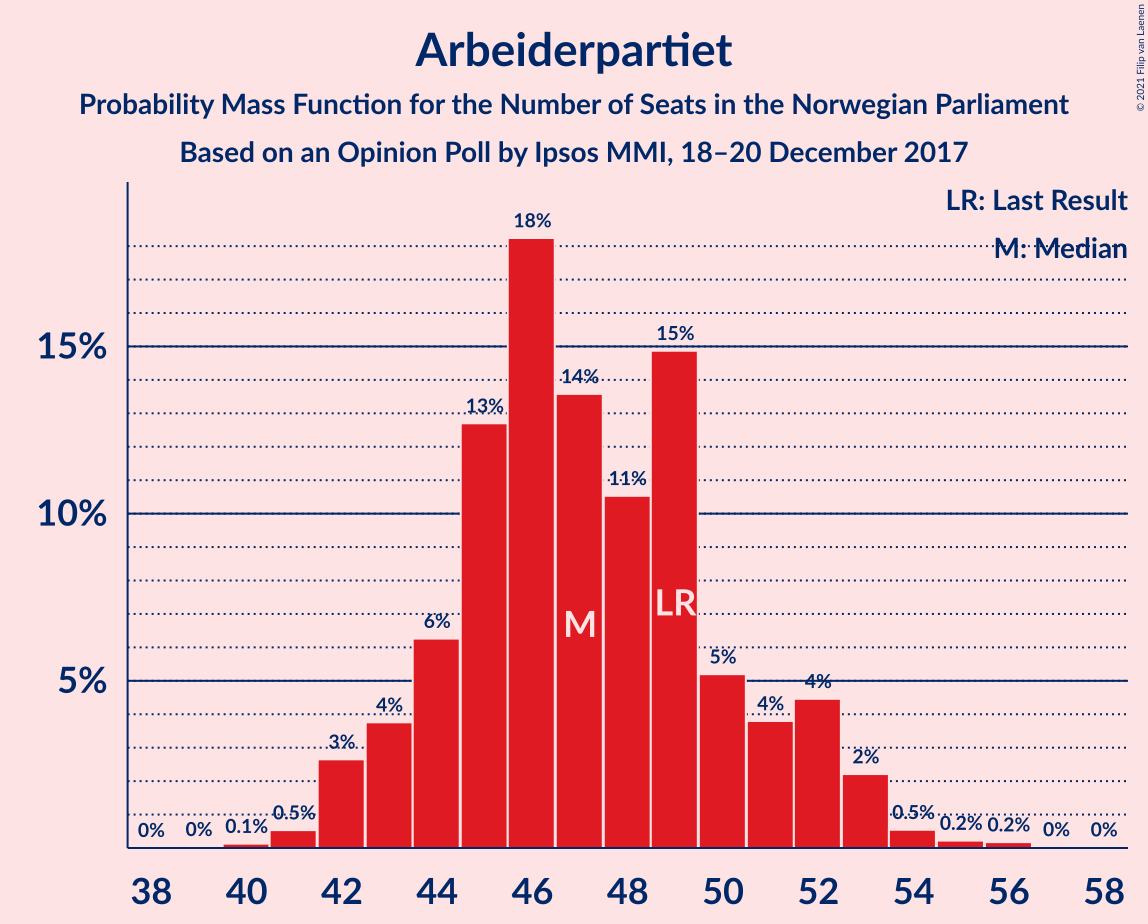 Arbeiderpartiet
Probability Mass Function for the Number of Seats in the Norwegian Parliament
Based on an Opinion Poll by Ipsos MMI, 18–20 December 2017
© 2021 Filip van Laenen
LR: Last Result
M: Median
15%
10%
5%
0%
0%
0.1%
0.5%
3%
4%
6%
13%
18%
14%
11%
15%
5%
4%
4%
2%
0.5%
0.2%
0.2%
0%
0%
M
LR
38 40 42 44 46 48 50 52 54 56 58